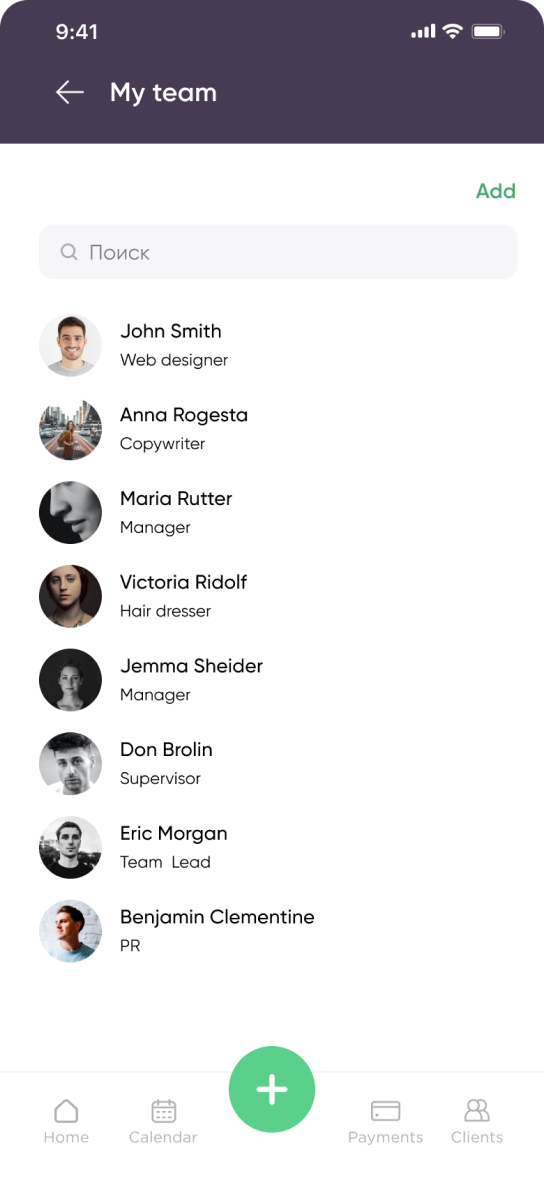 9:41
My team
Add
Поиск
John Smith
Web designer
Anna Rogesta
Copywriter
Maria Rutter
Manager
Victoria Ridolf
Hair dresser
Jemma Sheider
Manager
Don Brolin
Supervisor
Eric Morgan
Team Lead
Benjamin Clementine
PR
Home
Calendar
Payments
Clients